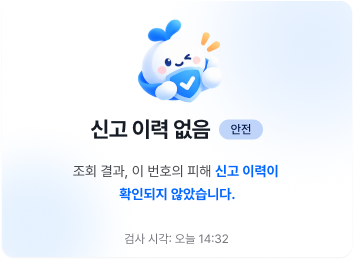 신고 이력 없음 안전
조회 결과, 이 번호의 피해 신고 이력이
확인되지 않았습니다.
검사 시각: 오늘 14:32